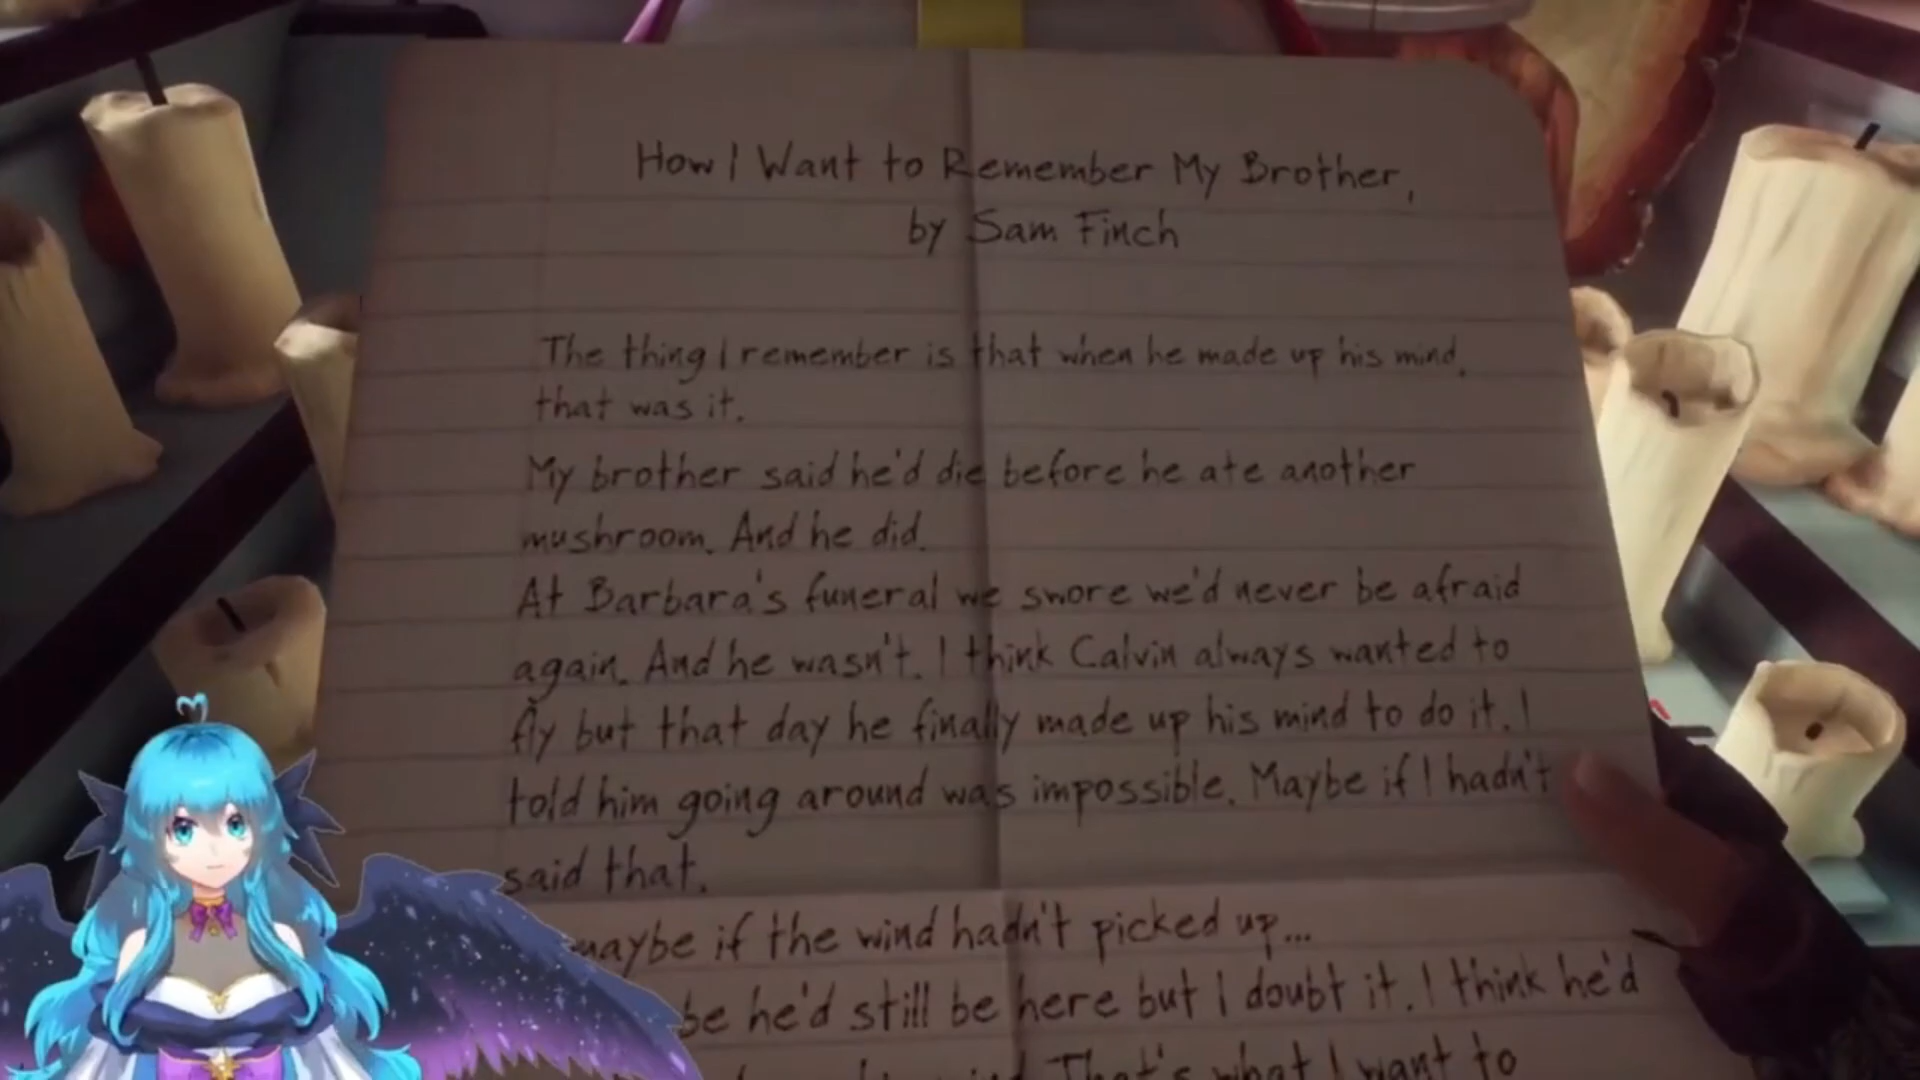 How I Want to Remember My Brother,
by Sam Finch
The thing I remember is that when he made up his mind,
that was it.
My brother said he'd die before he ate another
mushroom. And he did.
At Barbara's funeral we swore we'd never be afraid
again. And he wasn't. I think Calvin always wanted to
fly but that day he finally made up his mind to do it. I
told him going around was impossible. Maybe if I hadn't
said that.
maybe if the wind hadn't picked up...
be he'd still be here but I doubt it. I think he'd
That's what I want to